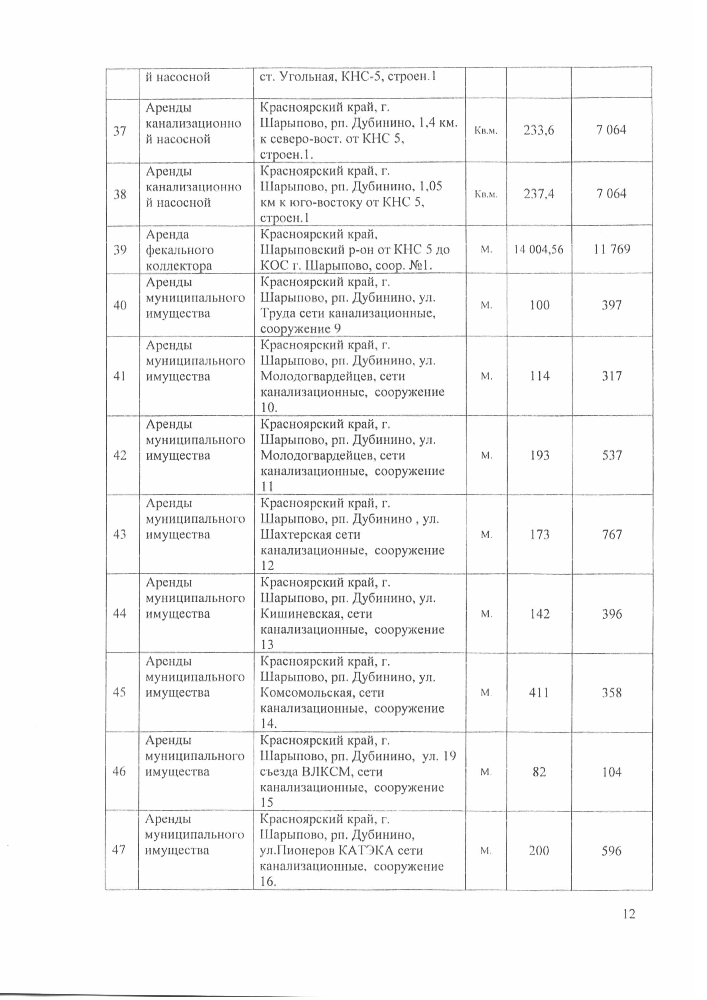 й насосной
ст. Угольная, КНС-5, строен.1
37
Аренды
канализационно
й насосной
Красноярский край, г.
Шарыпово, рп. Дубинино, 1,4 км.
к северо-вост. от КНС 5,
строен.1.
Кв.м.
233,6
7 064
38
Аренды
канализационно
й насосной
Красноярский край, г.
Шарыпово, рп. Дубинино, 1,05
км к юго-востоку от КНС 5,
строен.1
Кв.м.
237,4
7 064
39
Аренда
фекального
коллектора
Красноярский край,
Шарыповский р-он от КНС 5 до
КОС г. Шарыпово, соор. №1.
м.
14 004,56
11 769
40
Аренды
муниципального
имущества
Красноярский край, г.
Шарыпово, рп. Дубинино, ул.
Труда сети канализационные,
сооружение 9
м.
100
397
41
Аренды
муниципального
имущества
Красноярский край, г.
Шарыпово, рп. Дубинино, ул.
Молодогвардейцев, сети
канализационные, сооружение
10.
м.
114
317
42
Аренды
муниципального
имущества
Красноярский край, г.
Шарыпово, рп. Дубинино, ул.
Молодогвардейцев, сети
канализационные, сооружение
11
м.
193
537
43
Аренды
муниципального
имущества
Красноярский край, г.
Шарыпово, рп. Дубинино , ул.
Шахтерская сети
канализационные, сооружение
12
м.
173
767
44
Аренды
муниципального
имущества
Красноярский край, г.
Шарыпово, рп. Дубинино, ул.
Кишиневская, сети
канализационные, сооружение
13
м.
142
396
45
Аренды
муниципального
имущества
Красноярский край, г.
Шарыпово, рп. Дубинино, ул.
Комсомольская, сети
канализационные, сооружение
14.
м.
411
358
46
Аренды
муниципального
имущества
Красноярский край, г.
Шарыпово, рп. Дубинино, ул. 19
съезда ВЛКСМ, сети
канализационные, сооружение
15
м.
82
104
47
Аренды
муниципального
имущества
Красноярский край, г.
Шарыпово, рп. Дубинино,
ул.Пионеров КАТЭКА сети
канализационные, сооружение
16.
м.
200
596
12